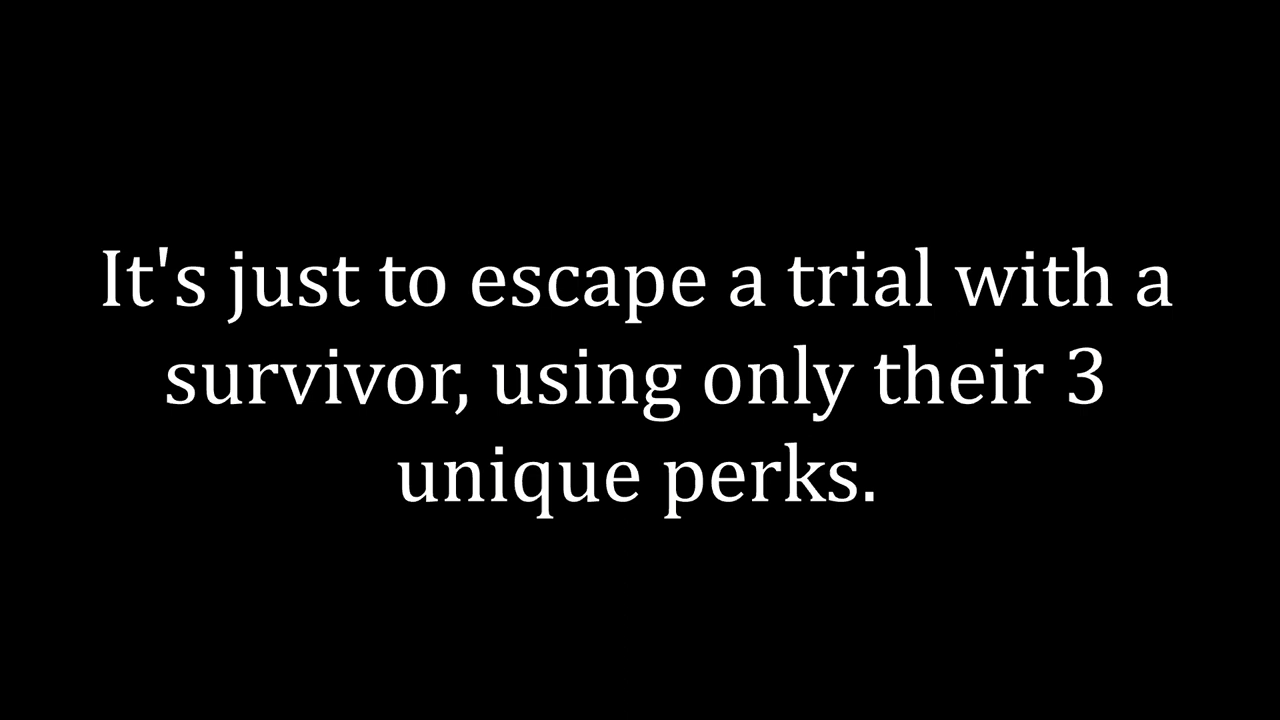 It's just to escape a trial with a
survivor, using only their 3
unique perks.